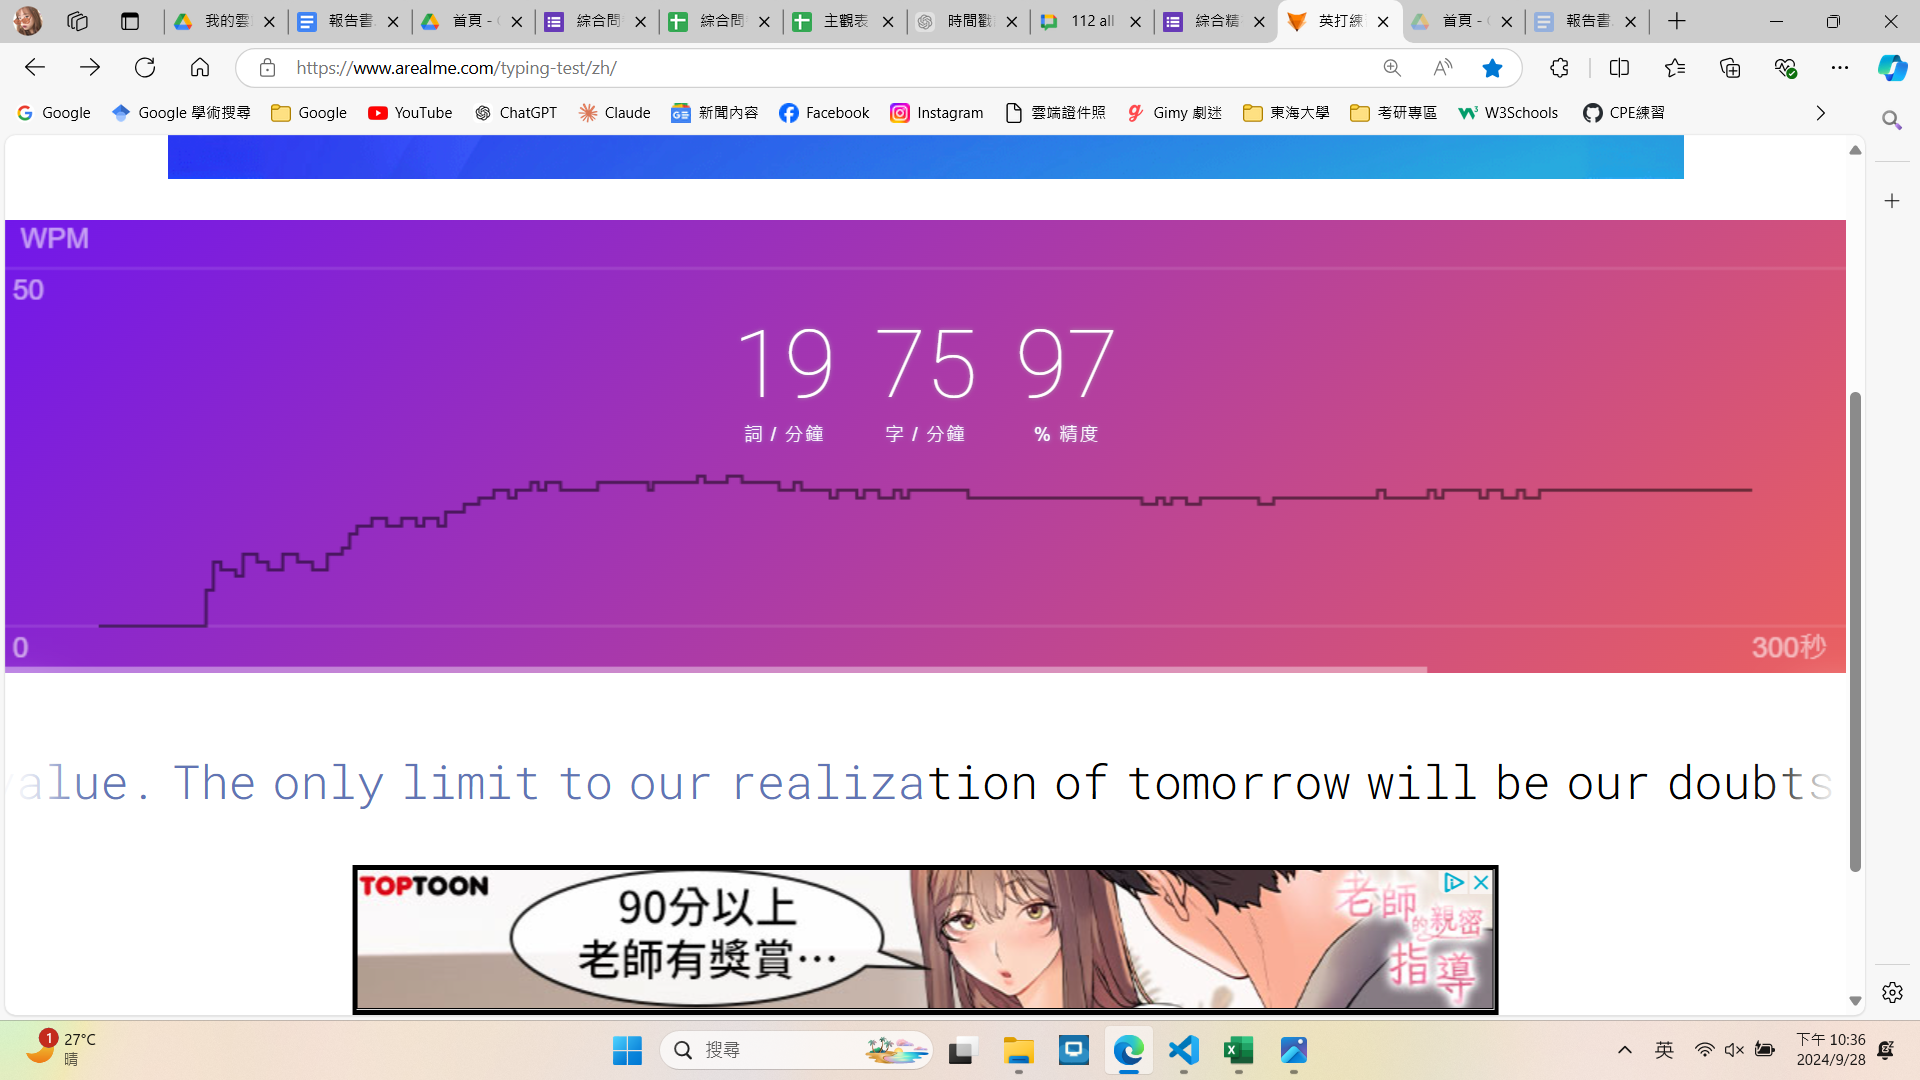 我的雲
報告書
首頁 -
綜合問
綜合問
主觀表
時間戳
112 all
綜合精
英打練
首頁 -
報告書
https://www.arealme.com/typing-test/zh/
Google
Google 學術搜尋
Google
YouTube
ChatGPT
Claude
新聞內容
Facebook
Instagram
雲端證件照
Gimy 劇迷
東海大學
考研專區
W3Schools
CPE練習
WPM
50
19 75 97
詞 / 分鐘 字 / 分鐘 % 精度
0 300秒
value. The only limit to our realization of tomorrow will be our doubts
TOPTOON
90分以上
老師有獎賞⋯
老師的親密指導
1
27°C
晴
搜尋
英
下午 10:36
2024/9/28